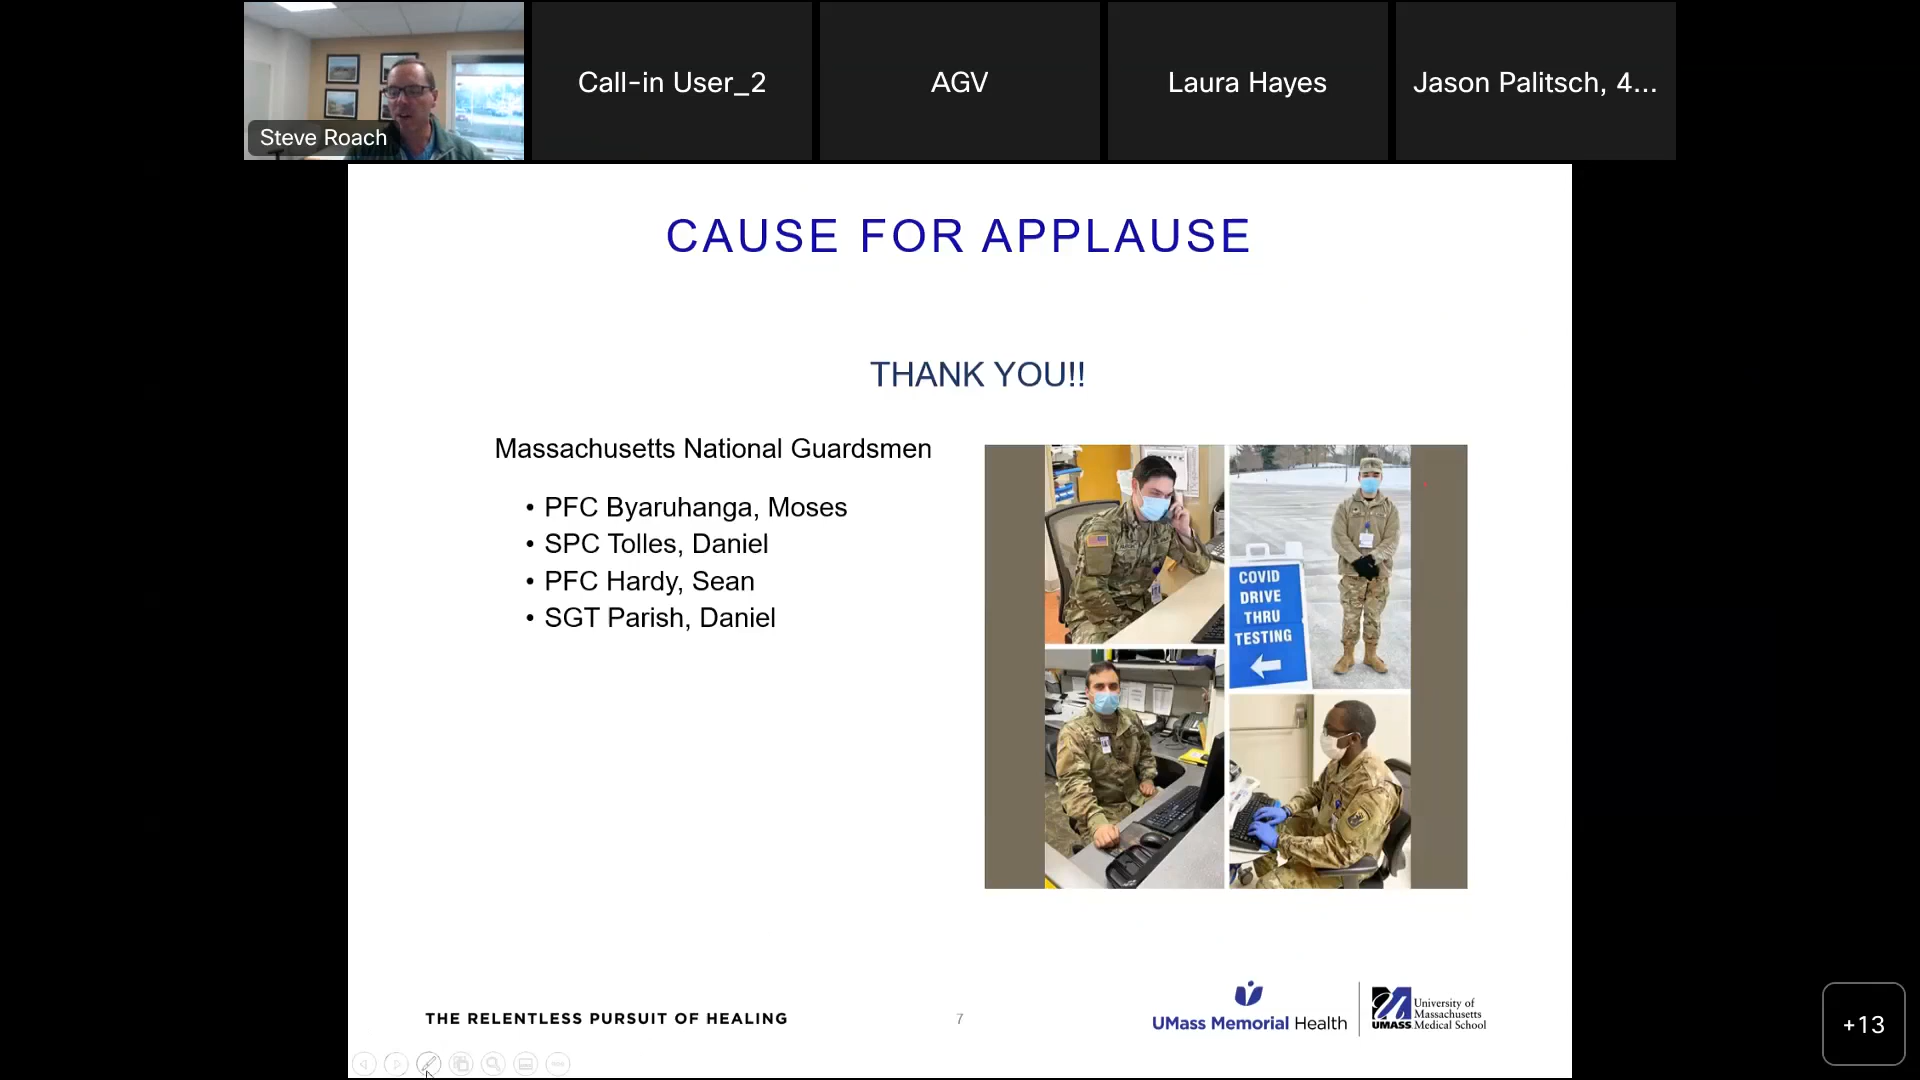 Steve Roach
Call-in User_2
AGV
Laura Hayes
Jason Palitsch, 4...
CAUSE FOR APPLAUSE
THANK YOU!!
Massachusetts National Guardsmen
• PFC Byaruhanga, Moses
• SPC Tolles, Daniel
• PFC Hardy, Sean
• SGT Parish, Daniel
COVID
DRIVE
THRU
TESTING
THE RELENTLESS PURSUIT OF HEALING
7
UMass Memorial Health
UMASS
University of
Massachusetts
Medical School
+13